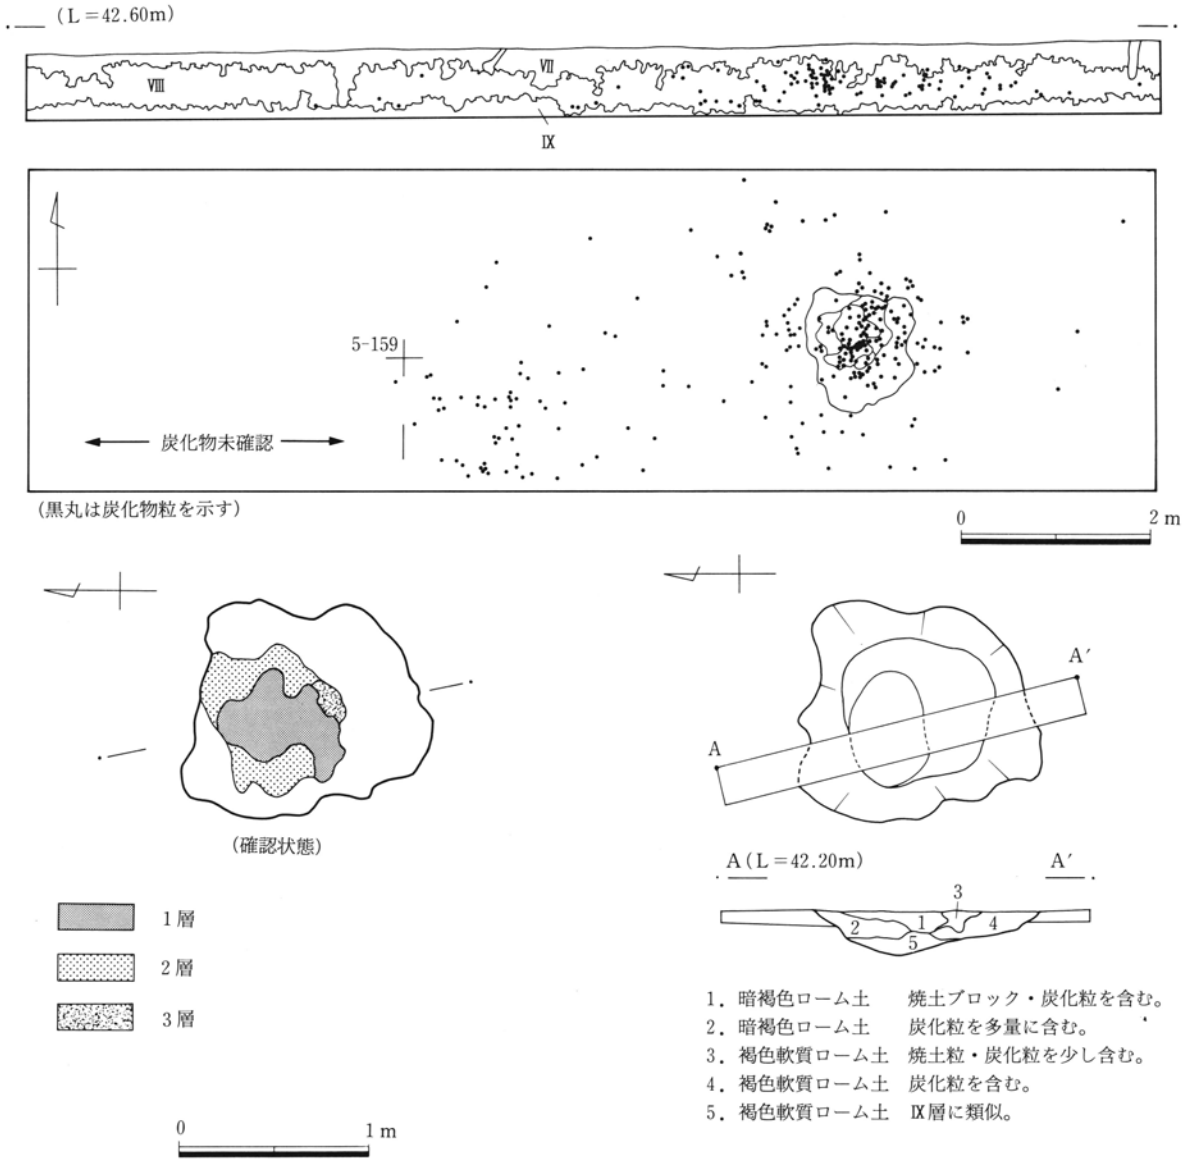 (L＝42.60m)
Ⅶ
Ⅷ
Ⅸ
5-159
炭化物未確認
(黒丸は炭化物粒を示す)
0 2 m
A′
A
(確認状態)
A (L＝42.20m) A′
3
2 1 4
5
1層
2層
3層
1．暗褐色ローム土 焼土ブロック・炭化粒を含む。
2．暗褐色ローム土 炭化粒を多量に含む。
3．褐色軟質ローム土 焼土粒・炭化粒を少し含む。
4．褐色軟質ローム土 炭化粒を含む。
5．褐色軟質ローム土 Ⅸ層に類似。
0 1 m